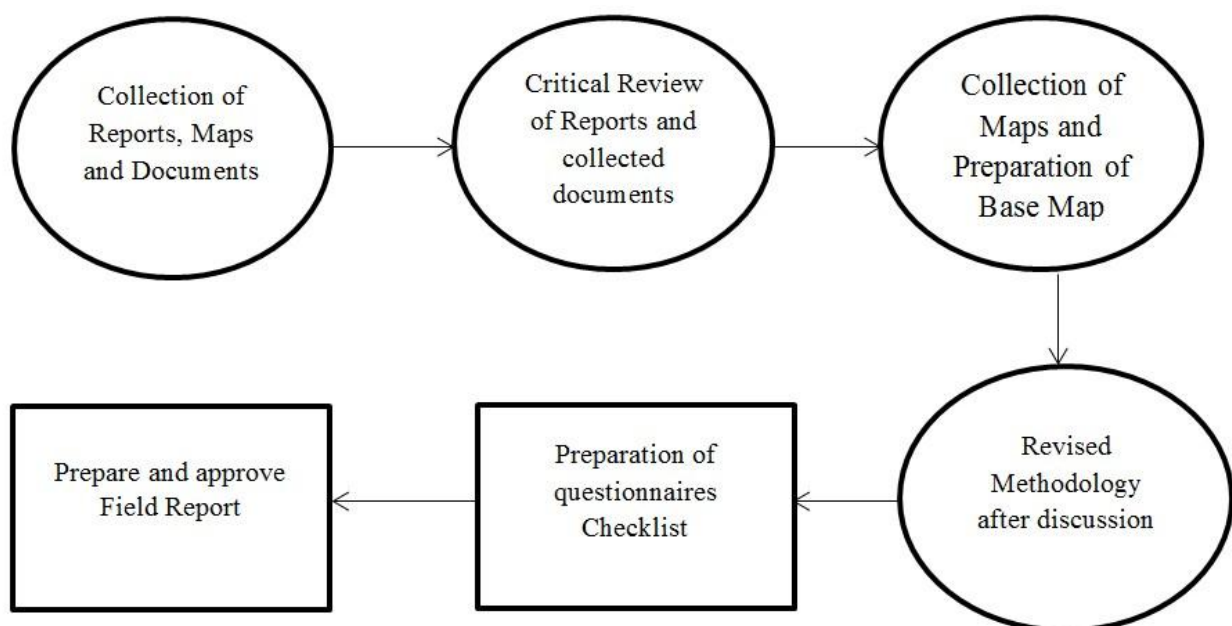 Collection of
Reports, Maps
and Documents
Critical Review
of Reports and
collected
documents
Collection of
Maps and
Preparation of
Base Map
Revised
Methodology
after discussion
Preparation of
questionnaires
Checklist
Prepare and approve
Field Report